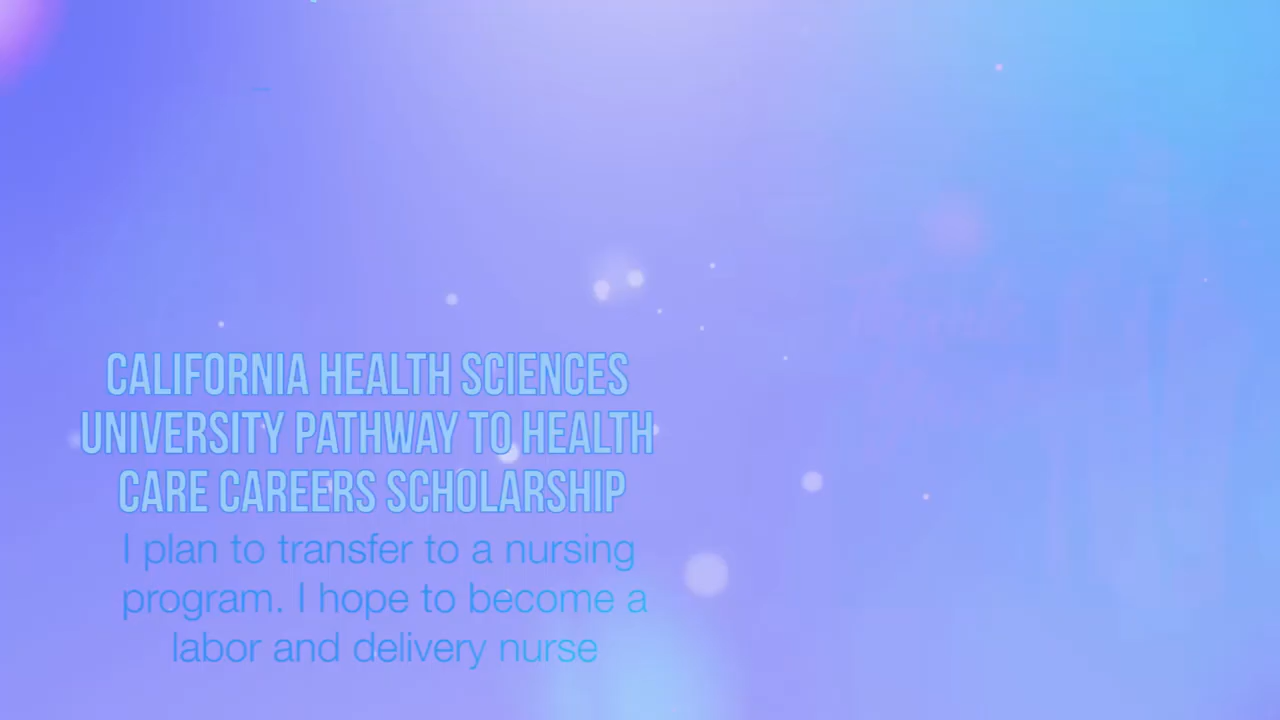 CALIFORNIA HEALTH SCIENCES
UNIVERSITY PATHWAY TO HEALTH
CARE CAREERS SCHOLARSHIP
I plan to transfer to a nursing
program. I hope to become a
labor and delivery nurse